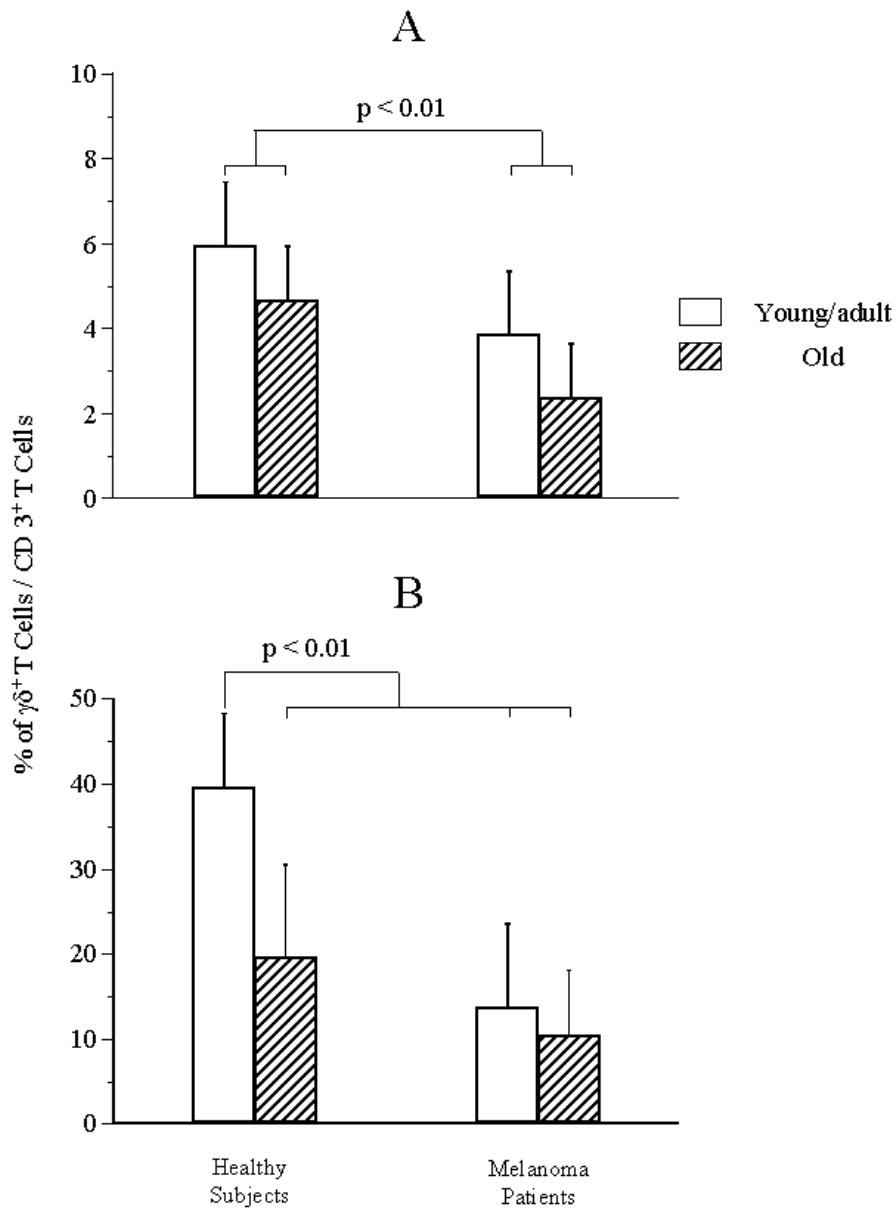 A
p < 0.01
10
8
6
4
2
0
Young/adult
Old
% of γδ⁺ T Cells / CD 3⁺ T Cells
B
p < 0.01
50
40
30
20
10
0
Healthy
Subjects
Melanoma
Patients